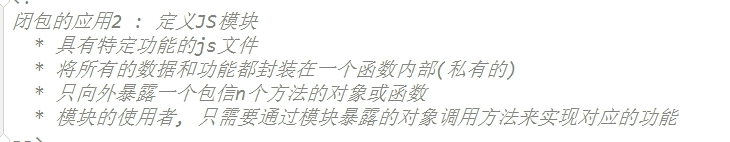 闭包的应用2 : 定义JS模块
* 具有特定功能的js文件
* 将所有的数据和功能都封装在一个函数内部(私有的)
* 只向外暴露一个包信n个方法的对象或函数
* 模块的使用者, 只需要通过模块暴露的对象调用方法来实现对应的功能